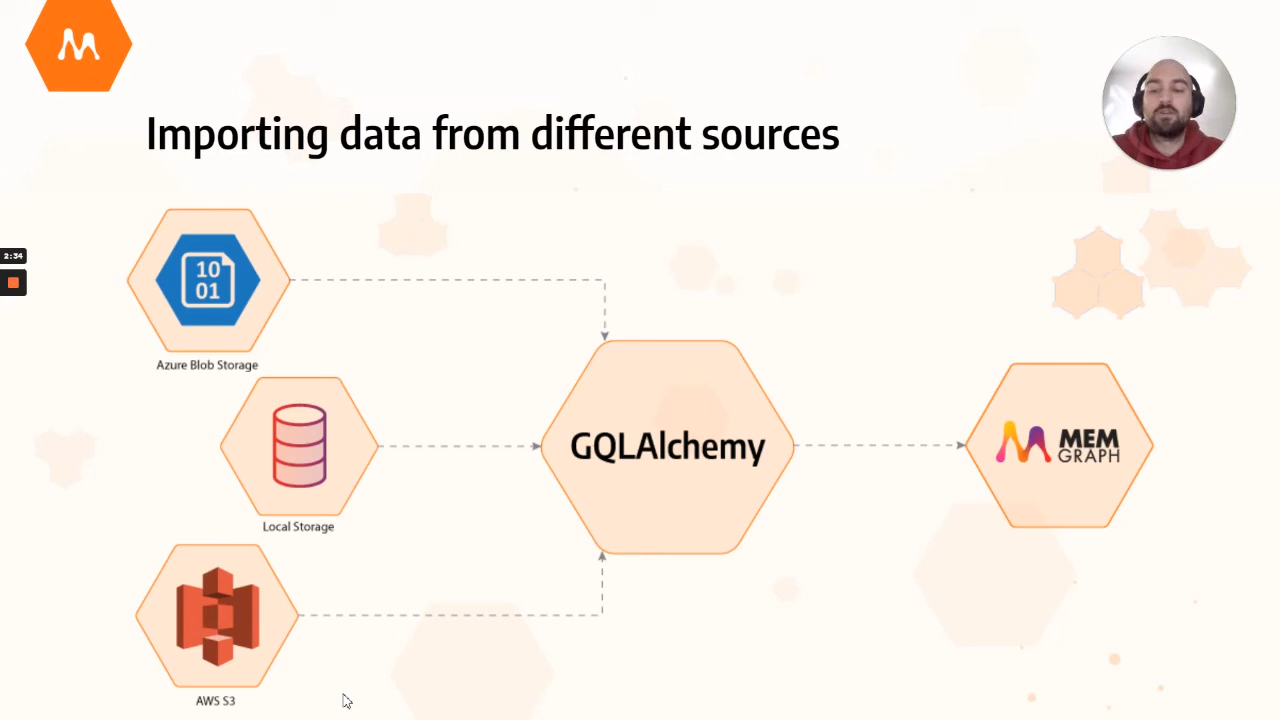 Importing data from different sources
2:34
10
01
Azure Blob Storage
Local Storage
GQLAlchemy
MEM
GRAPH
AWS S3